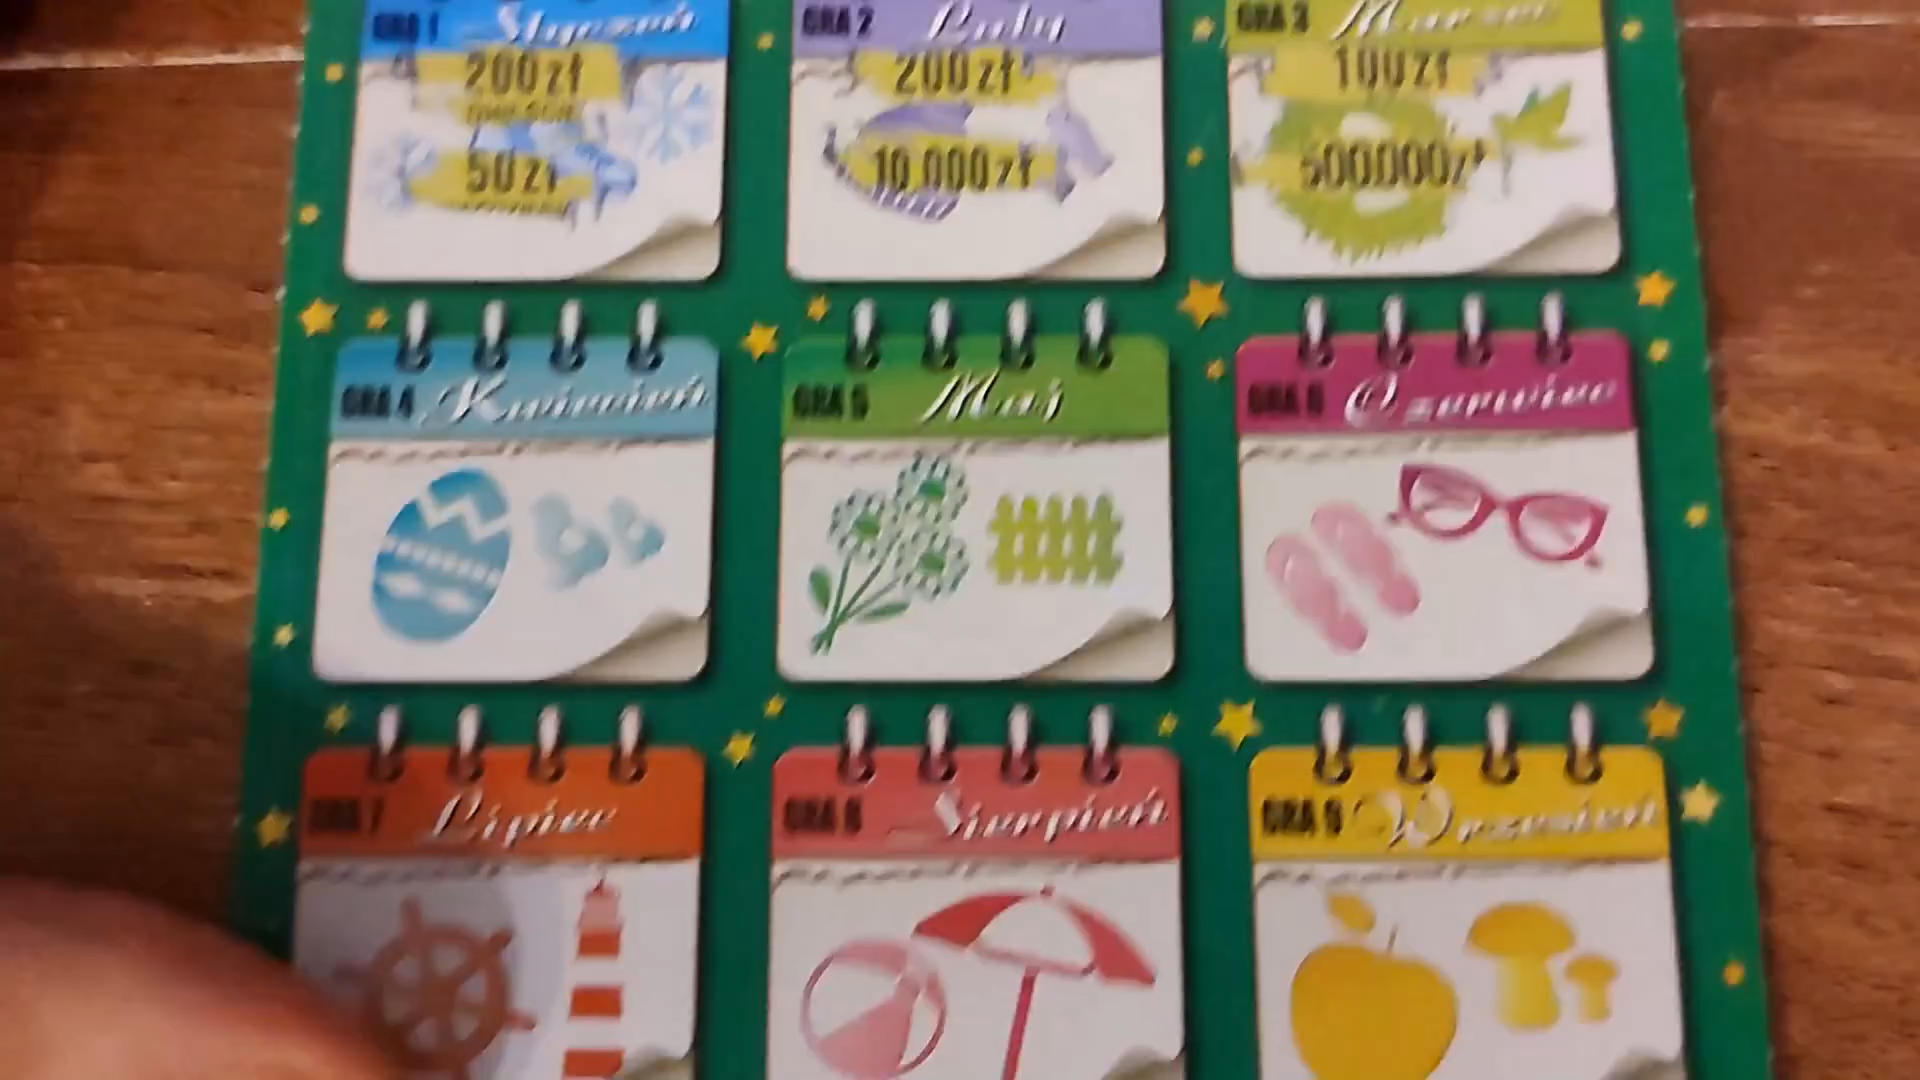 GRA 1 Styczeń
200 zł
50 zł
GRA 2 Luty
200 zł
10.000 zł
GRA 3 Marzec
100 zł
500.000 zł
GRA 4 Kwiecień
GRA 5 Maj
GRA 6 Czerwiec
GRA 7 Lipiec
GRA 8 Sierpień
GRA 9 Wrzesień